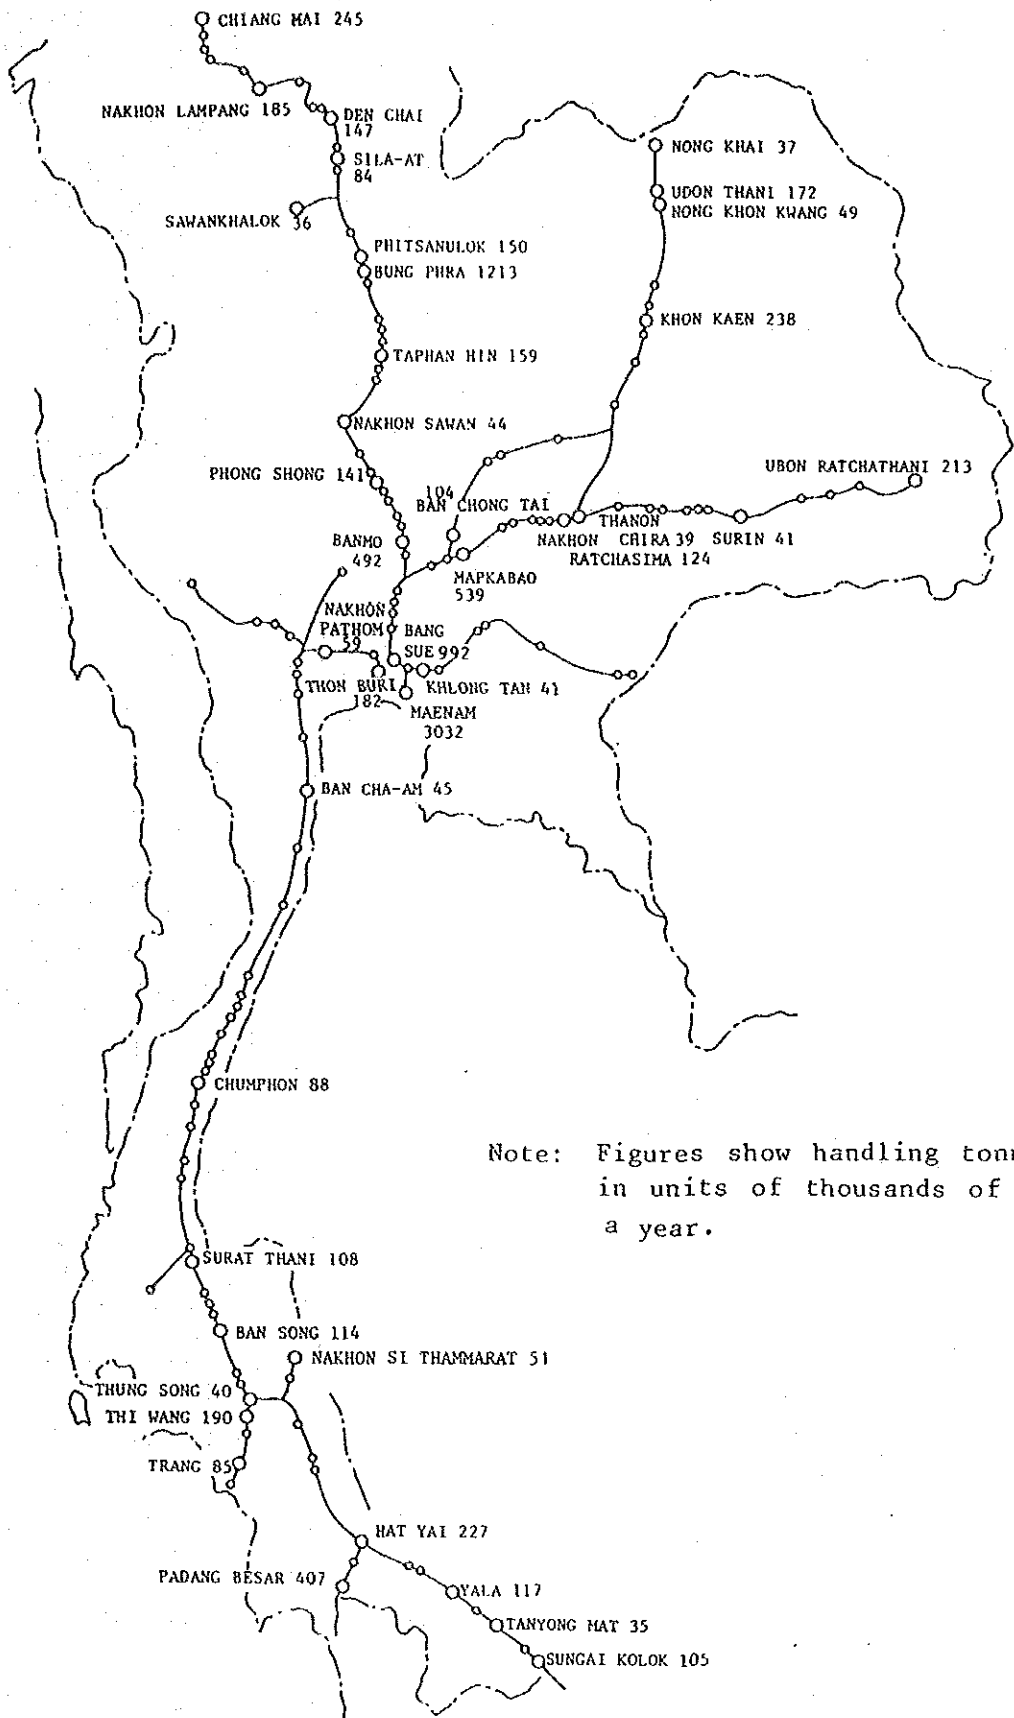 CHIANG MAI 245
NAKHON LAMPANG 185
DEN CHAI
147
SILA-AT
84
SAWANKHALOK 36
PHITSANULOK 150
BUNG PHRA 1213
TAPHAN HIN 159
NAKHON SAWAN 44
PHONG SHONG 141
BANMO
492
NONG KHAI 37
UDON THANI 172
NONG KHON KWANG 49
KHON KAEN 238
UBON RATCHATHANI 213
104
BAN CHONG TAI
THANON
CHIRA 39
SURIN 41
NAKHON
RATCHASIMA 124
MAPKABAO
539
NAKHON
PATHOM
59
BANG
SUE 992
THON BURI
182
KHLONG TAN 41
MAENAM
3032
BAN CHA-AM 45
CHUMPHON 88
Note: Figures show handling
in units of thousands of
a year.
SURAT THANI 108
BAN SONG 114
NAKHON SI THAMMARAT 51
THUNG SONG 40
THI WANG 190
TRANG 85
HAT YAI 227
PADANG BESAR 407
YALA 117
TANYONG MAT 35
SUNGAI KOLOK 105